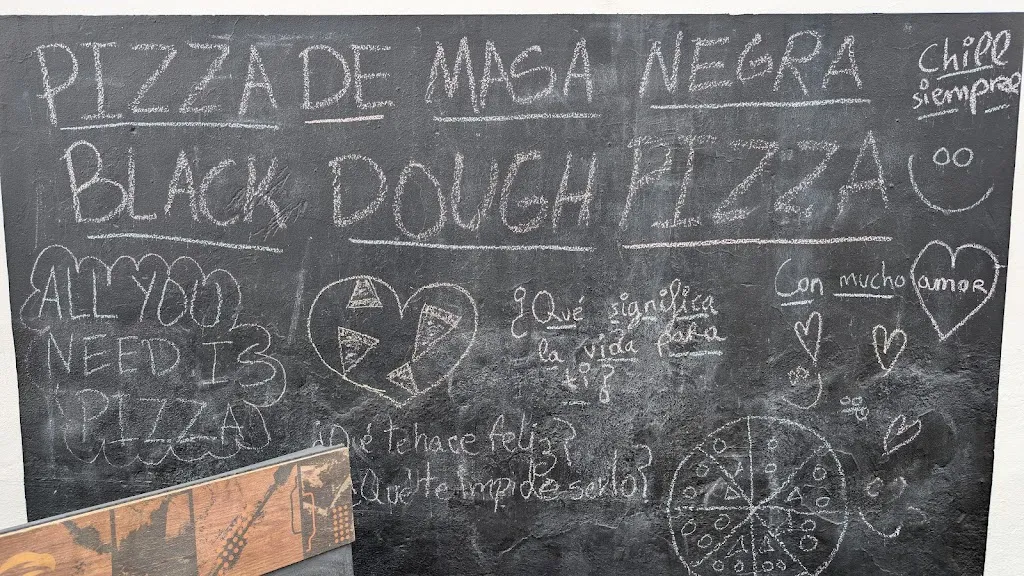 PIZZA DE MASA NEGRA
BLACK DOUGH PIZZA
Chill
siempree
ALL YOU
NEED IS
PIZZA
¿Qué significa
la vida para
ti?
Con mucho amor
¿Qué te hace feliz?
¿Qué te impide serlo?